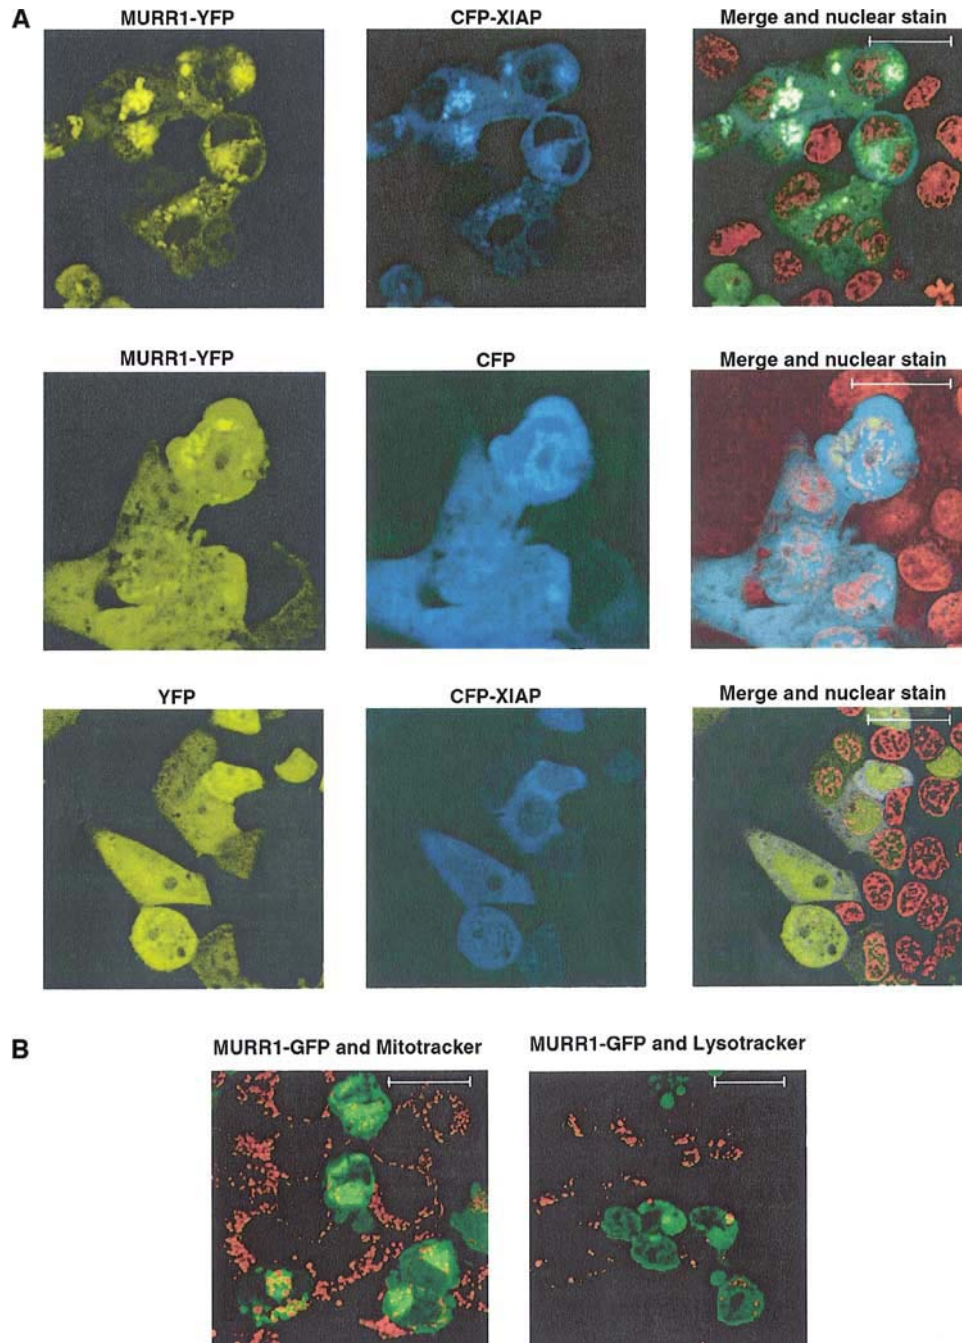 A
MURR1-YFP
CFP-XIAP
Merge and nuclear stain
MURR1-YFP
CFP
Merge and nuclear stain
YFP
CFP-XIAP
Merge and nuclear stain
B
MURR1-GFP and Mitotracker
MURR1-GFP and Lysotracker